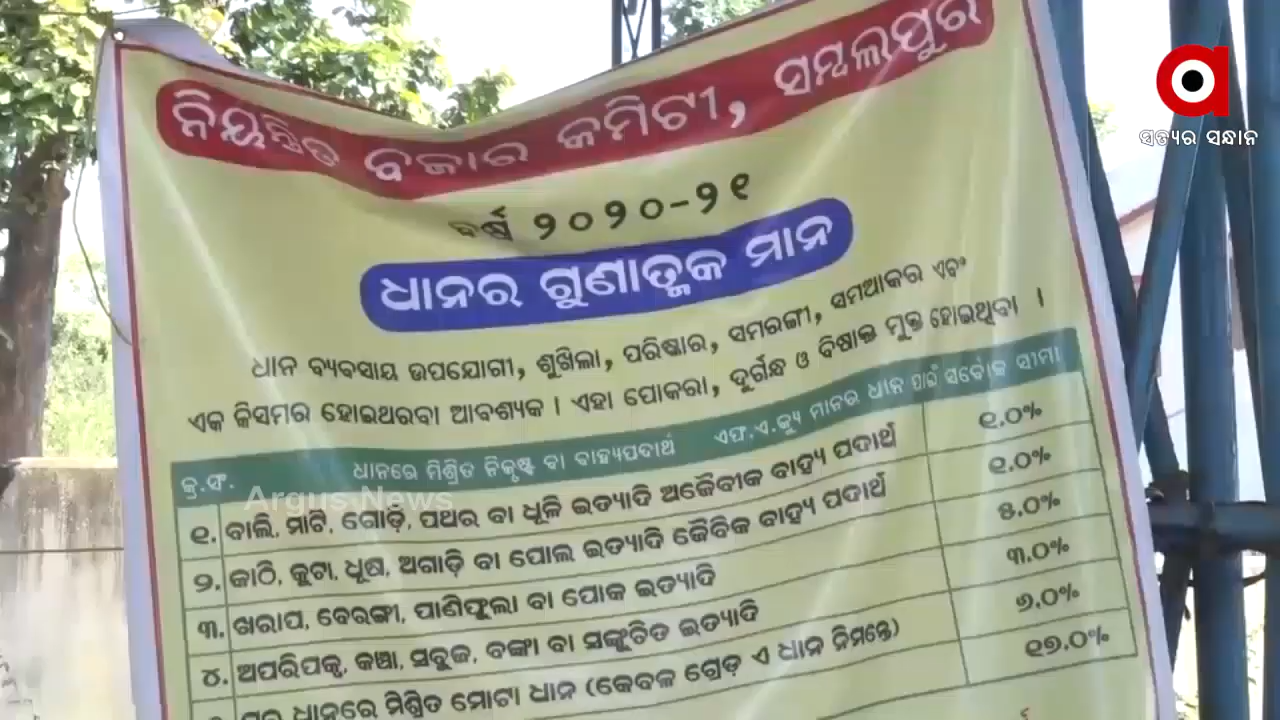 ନିୟନ୍ତ୍ରିତ ବଜାର କମିଟୀ, ସମ୍ବଲପୁର
ବର୍ଷ ୨୦୨୦-୨୧
ଧାନର ଗୁଣାତ୍ମକ ମାନ
ଧାନ ବ୍ୟବସାୟ ଉପଯୋଗୀ, ଶୁଖିଲା, ପରିଷ୍କାର, ସମରଙ୍ଗୀ, ସମଆକର ଏବଂ
ଏକ କିସମର ହୋଇଥିବା ଆବଶ୍ୟକ । ଏହା ପୋକରା, ଦୁର୍ଗନ୍ଧ ଓ ବିଷାକ୍ତ ମୁକ୍ତ ହୋଇଥିବା ।
କ୍ର.ସଂ. ଧାନରେ ମିଶ୍ରିତ ନିକୃଷ୍ଟ ବା ବାହ୍ୟପଦାର୍ଥ ଏଫ.ଏ.କ୍ୟୁ ମାନର ଧାନ ପାଇଁ ସର୍ବୋଚ୍ଚ ସୀମା
୧. ବାଲି, ମାଟି, ଗୋଡ଼ି, ପଥର ବା ଧୂଳି ଇତ୍ୟାଦି ଅଜୈବୀକ ବାହ୍ୟ ପଦାର୍ଥ ୧.୦%
୨. କାଠି, କୁଟା, ଧୂଷ, ଅଗାଡ଼ି ବା ପୋଲ ଇତ୍ୟାଦି ଜୈବିକ ବାହ୍ୟ ପଦାର୍ଥ ୧.୦%
୩. ଖରାପ, ବେରଙ୍ଗୀ, ପାଣିଫୁଲା ବା ପୋକ ଇତ୍ୟାଦି ୫.୦%
୪. ଅପରିପକ୍ୱ, କଞ୍ଚା, ସବୁଜ, ବଙ୍କା ବା ସଙ୍କୁଚିତ ଇତ୍ୟାଦି ୩.୦%
ଧାନରେ ମିଶ୍ରିତ ମୋଟା ଧାନ (କେବଳ ଗ୍ରେଡ଼ ଏ ଧାନ ନିମନ୍ତେ) ୬.୦%
୧୭.୦%
a
ସତ୍ୟର ସନ୍ଧାନ
Argus News